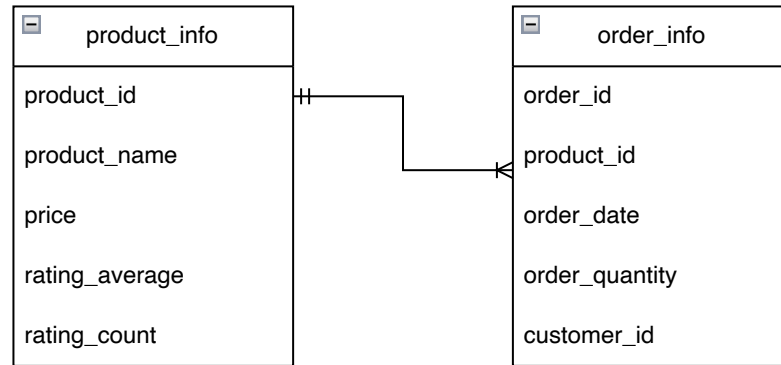 product_info
product_id
product_name
price
rating_average
rating_count
order_info
order_id
product_id
order_date
order_quantity
customer_id